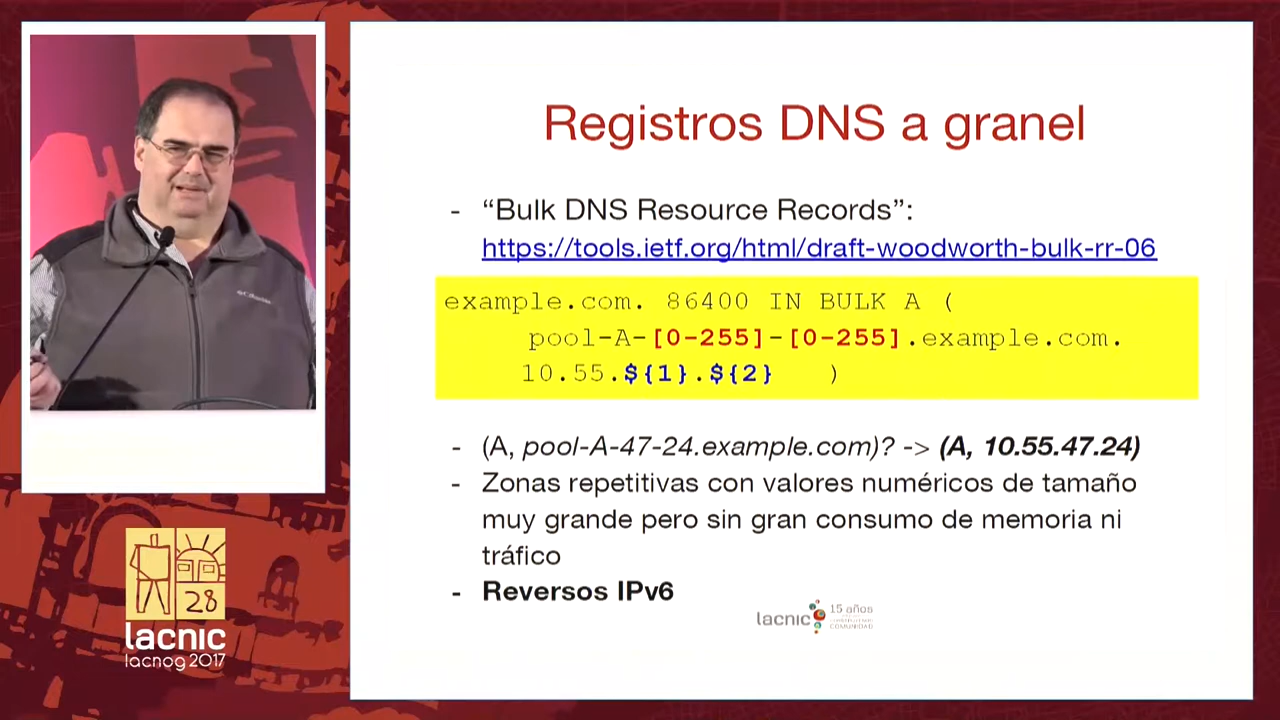 Registros DNS a granel
- “Bulk DNS Resource Records”:
https://tools.ietf.org/html/draft-woodworth-bulk-rr-06
example.com. 86400 IN BULK A (
pool-A-[0-255]-[0-255].example.com.
10.55.${1}.${2} )
- (A, pool-A-47-24.example.com)? -> (A, 10.55.47.24)
- Zonas repetitivas con valores numéricos de tamaño
muy grande pero sin gran consumo de memoria ni
tráfico
- Reversos IPv6
lacnic
15 años
COMUNIDAD
Columbia
28
lacnic
lacnog 2017